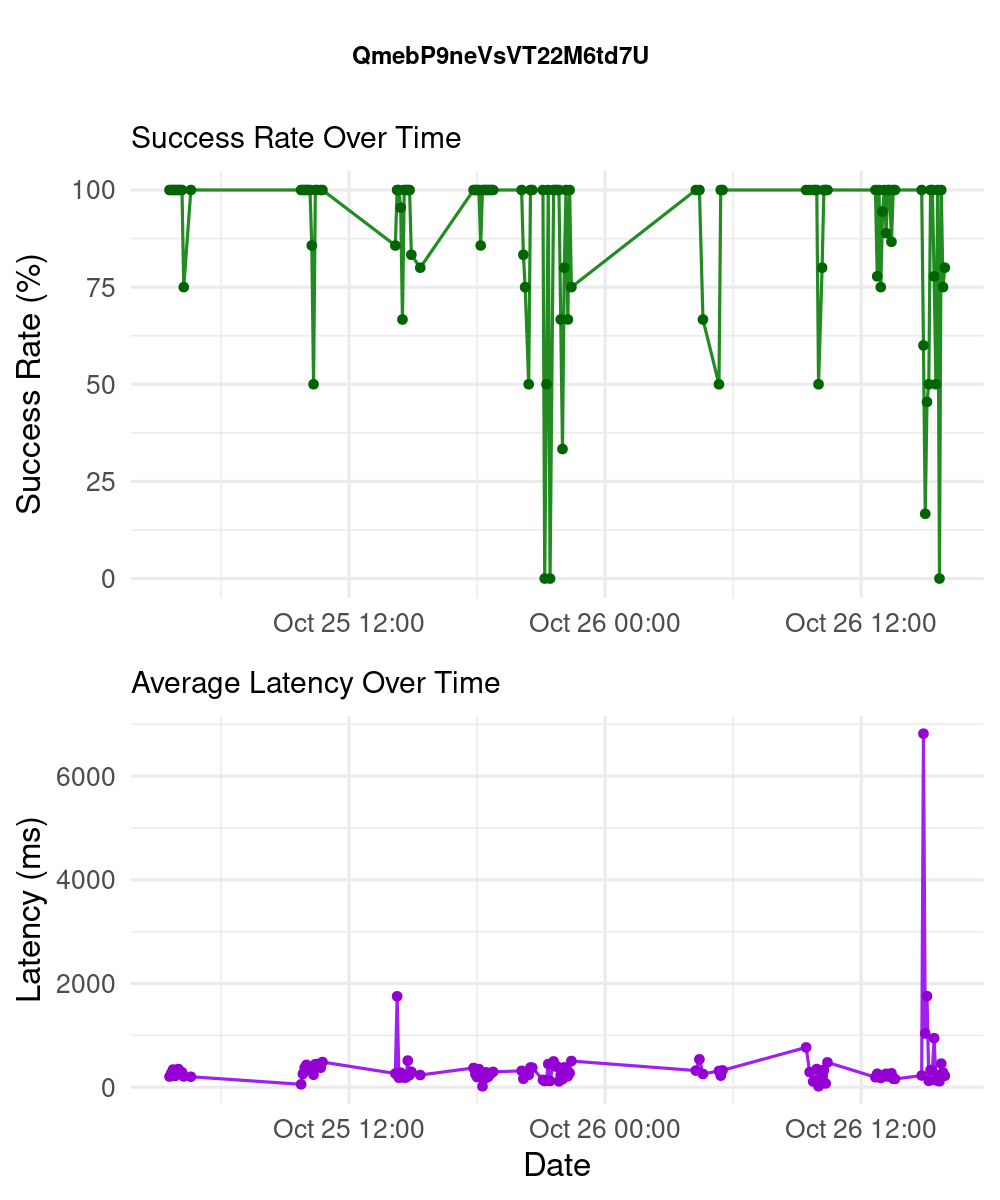 QmebP9neVsVT22M6td7U
Success Rate Over Time
Success Rate (%)
100
75
50
25
0
Oct 25 12:00
Oct 26 00:00
Oct 26 12:00
Average Latency Over Time
Latency (ms)
6000
4000
2000
0
Oct 25 12:00
Oct 26 00:00
Oct 26 12:00
Date